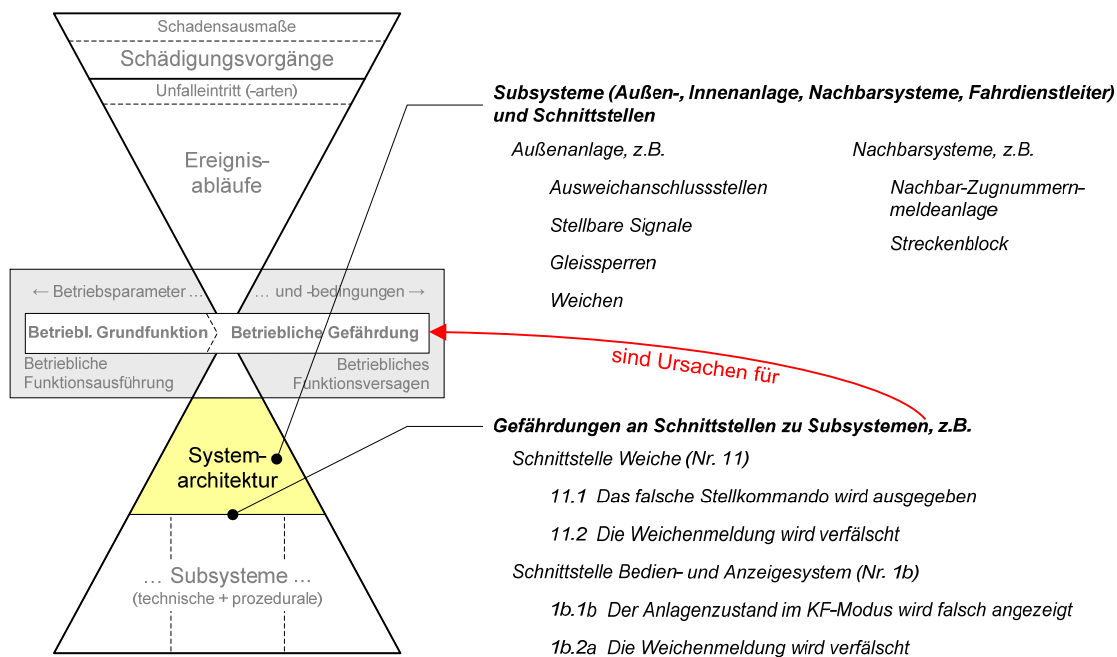 Schadensausmaße
Schädigungsvorgänge
Unfalleintritt (-arten)
Ereignis-
abläufe
← Betriebsparameter ...
... und -bedingungen →
Betriebl. Grundfunktion
Betriebliche Gefährdung
Betriebliche
Funktionsausführung
Betriebliches
Funktionsversagen
System-
architektur
... Subsysteme ...
(technische + prozedurale)
Subsysteme (Außen-, Innenanlage, Nachbarsysteme, Fahrdienstleiter)
und Schnittstellen
Außenanlage, z.B.
Ausweichanschlussstellen
Stellbare Signale
Gleissperren
Weichen
Nachbarsysteme, z.B.
Nachbar-Zugnummern-
meldeanlage
Streckenblock
sind Ursachen für
Gefährdungen an Schnittstellen zu Subsystemen, z.B.
Schnittstelle Weiche (Nr. 11)
11.1 Das falsche Stellkommando wird ausgegeben
11.2 Die Weichenmeldung wird verfälscht
Schnittstelle Bedien- und Anzeigesystem (Nr. 1b)
1b.1b Der Anlagenzustand im KF-Modus wird falsch angezeigt
1b.2a Die Weichenmeldung wird verfälscht